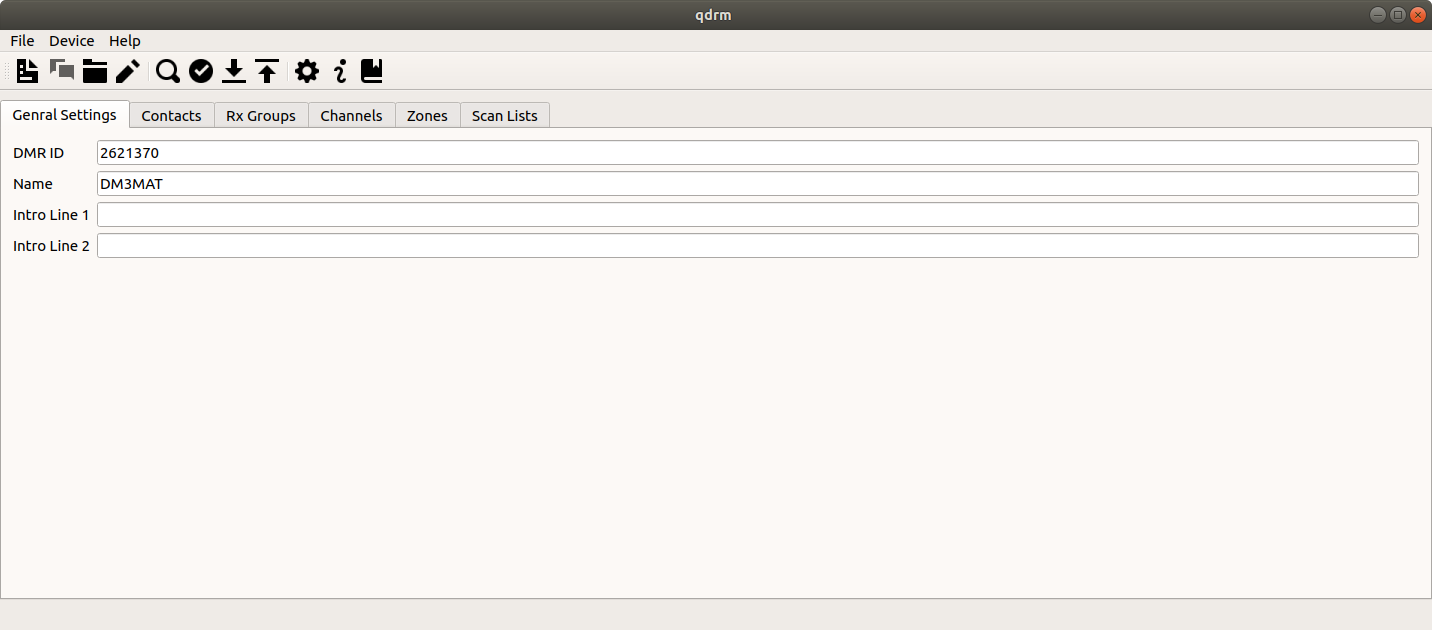 qdrm
File Device Help
Genral Settings Contacts Rx Groups Channels Zones Scan Lists
DMR ID 2621370
Name DM3MAT
Intro Line 1
Intro Line 2